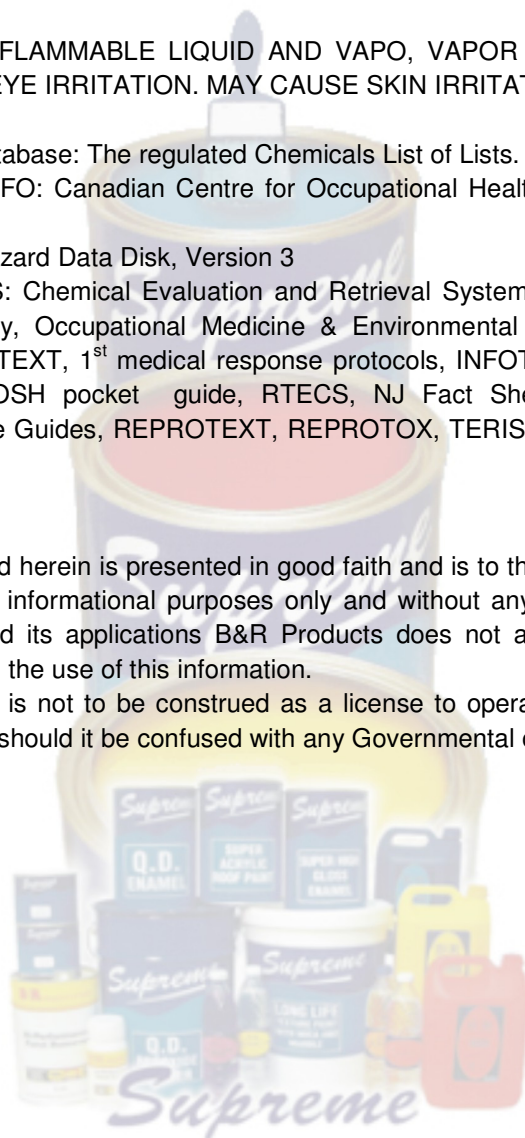 FLAMMABLE LIQUID AND VAPO, VAPOR
EYE IRRITATION. MAY CAUSE SKIN IRRITAT
tabase: The regulated Chemicals List of Lists.
FO: Canadian Centre for Occupational Healt
zard Data Disk, Version 3
S: Chemical Evaluation and Retrieval System
y, Occupational Medicine & Environmental
TEXT, 1st medical response protocols, INFOT
OSH pocket guide, RTECS, NJ Fact She
e Guides, REPROTEXT, REPROTOX, TERIS
Supreme
Supreme
d herein is presented in good faith and is to th
informational purposes only and without any
d its applications B&R Products does not a
the use of this information.
is not to be construed as a license to opera
should it be confused with any Governmental
Supreme Supreme Supreme
Q.D. ENAMEL
SUPER ACRYLIC ROOF PAINT
SUPER HIGH GLOSS ENAMEL
Supreme Supreme
LONG LIFE
Q.D.
Supreme